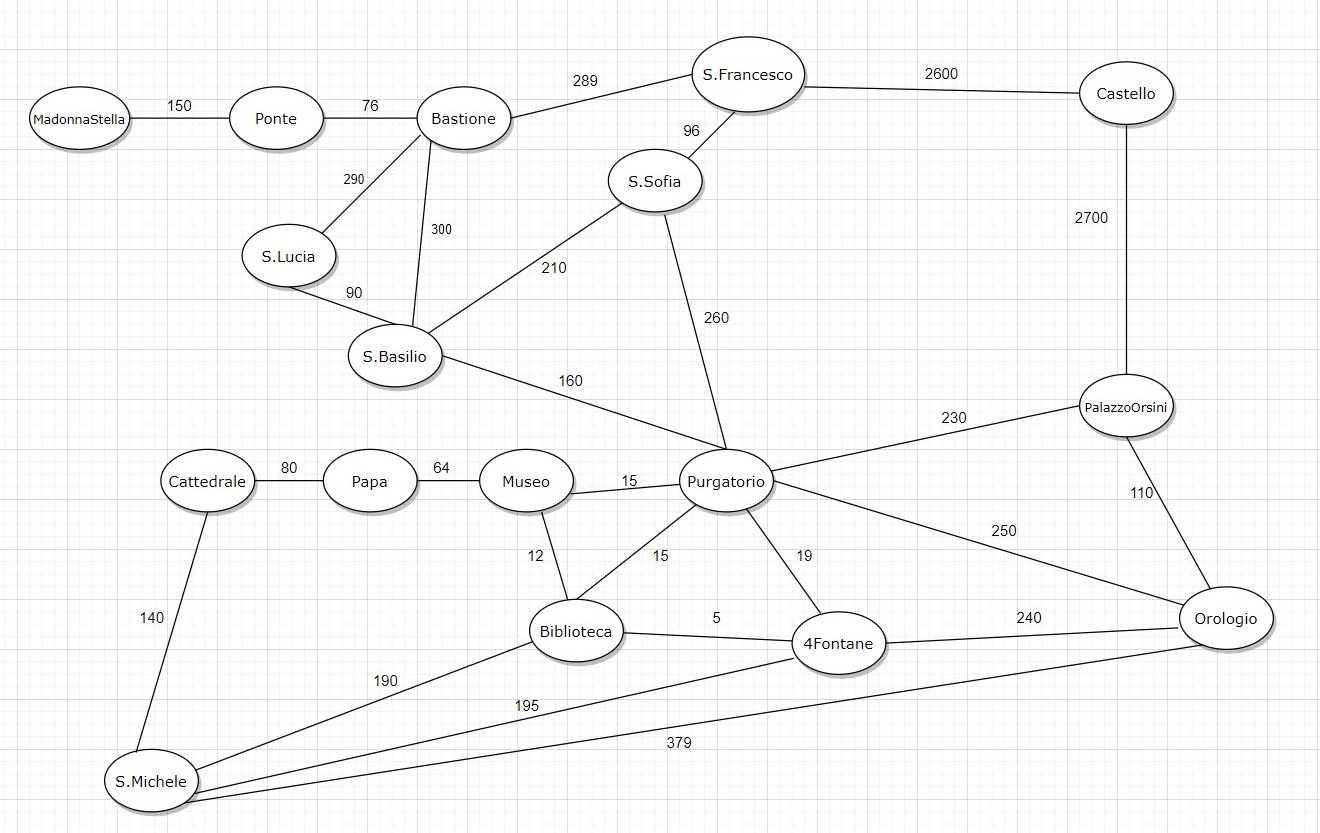 S.Francesco
2600
289
Castello
150
76
MadonnaStella
Ponte
Bastione
96
290
S.Sofia
2700
300
S.Lucia
210
90
260
S.Basilio
160
PalazzoOrsini
230
Cattedrale
80
Papa
64
Museo
15
Purgatorio
110
250
12
15
19
140
5
240
Orologio
Biblioteca
4Fontane
190
195
379
S.Michele